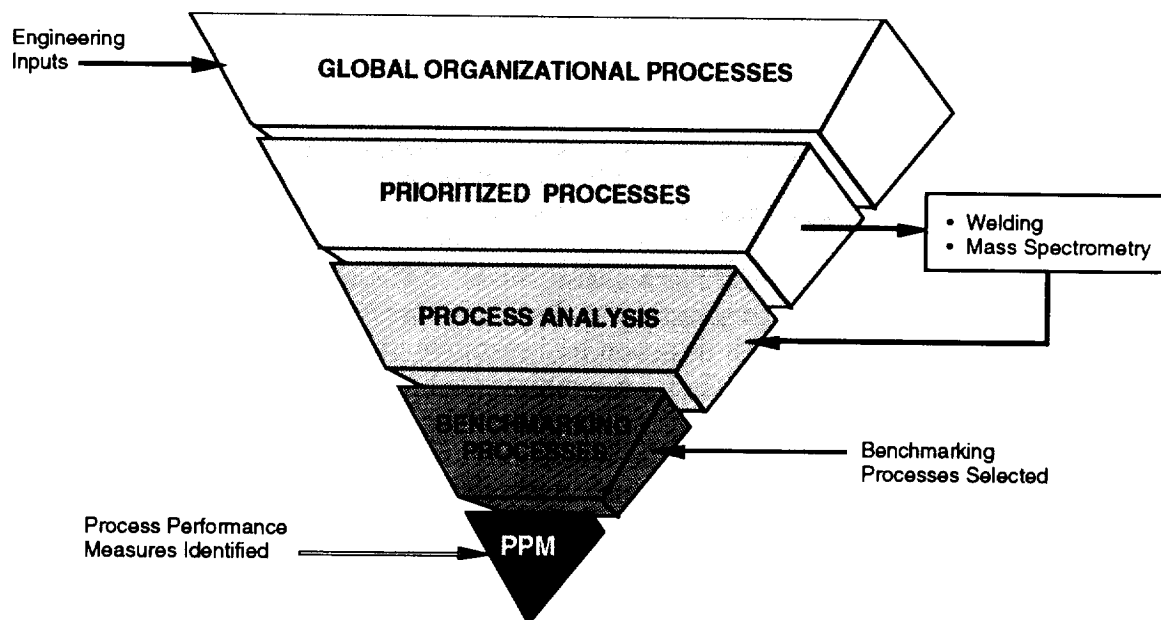 Engineering
Inputs
GLOBAL ORGANIZATIONAL PROCESSES
PRIORITIZED PROCESSES
• Welding
• Mass Spectrometry
PROCESS ANALYSIS
BENCHMARKING
PROCESSES
Benchmarking
Processes Selected
Process Performance
Measures Identified
PPM